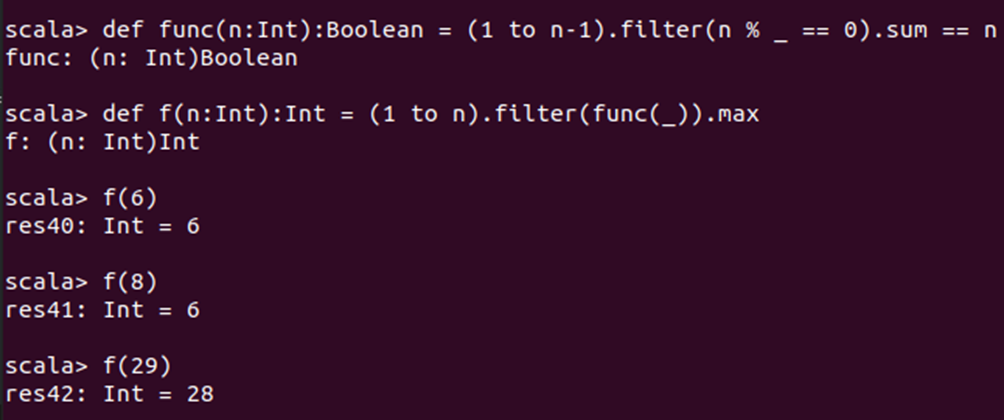 scala> def func(n:Int):Boolean = (1 to n-1).filter(n % _ == 0).sum == n
func: (n: Int)Boolean
scala> def f(n:Int):Int = (1 to n).filter(func(_)).max
f: (n: Int)Int
scala> f(6)
res40: Int = 6
scala> f(8)
res41: Int = 6
scala> f(29)
res42: Int = 28